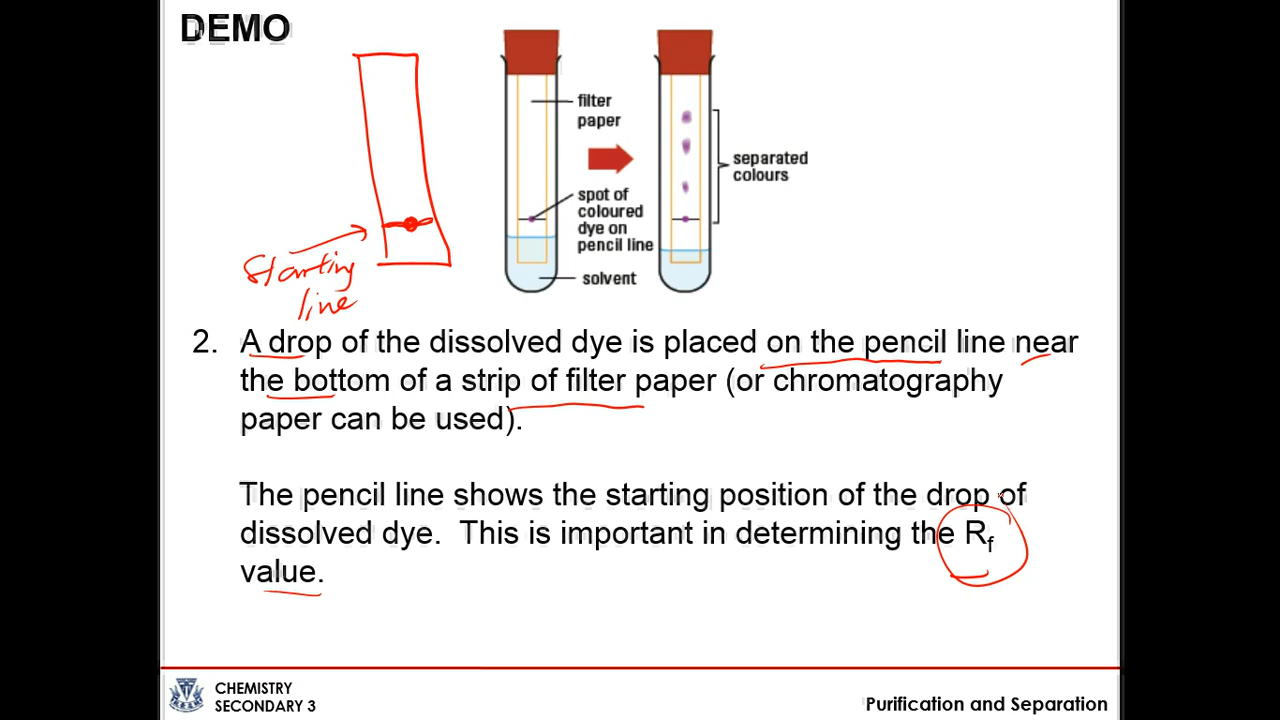 DEMO
filter
paper
separated
colours
spot of
coloured
dye on
pencil line
solvent
Starting
line
2. A drop of the dissolved dye is placed on the pencil line near
the bottom of a strip of filter paper (or chromatography
paper can be used).
The pencil line shows the starting position of the drop of
dissolved dye. This is important in determining the Rf
value.
CHEMISTRY
SECONDARY 3
Purification and Separation